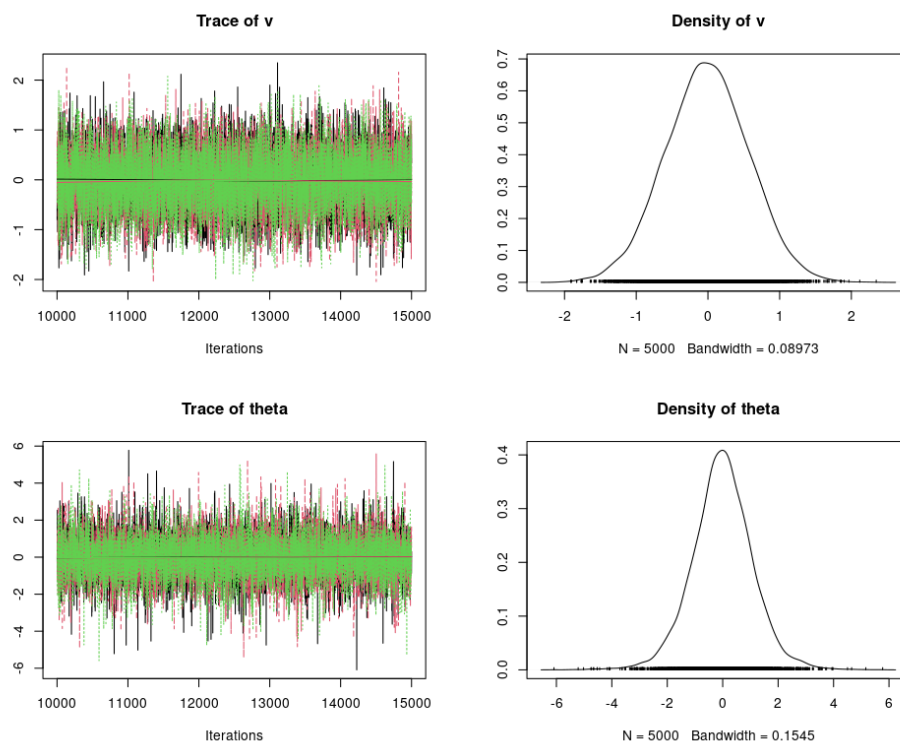 Trace of v
2
1
0
-1
-2
10000 11000 12000 13000 14000 15000
Iterations
Density of v
0.7
0.6
0.5
0.4
0.3
0.2
0.1
0.0
-2 -1 0 1 2
N = 5000 Bandwidth = 0.08973
Trace of theta
6
4
2
0
-2
-4
-6
10000 11000 12000 13000 14000 15000
Iterations
Density of theta
0.4
0.3
0.2
0.1
0.0
-6 -4 -2 0 2 4 6
N = 5000 Bandwidth = 0.1545